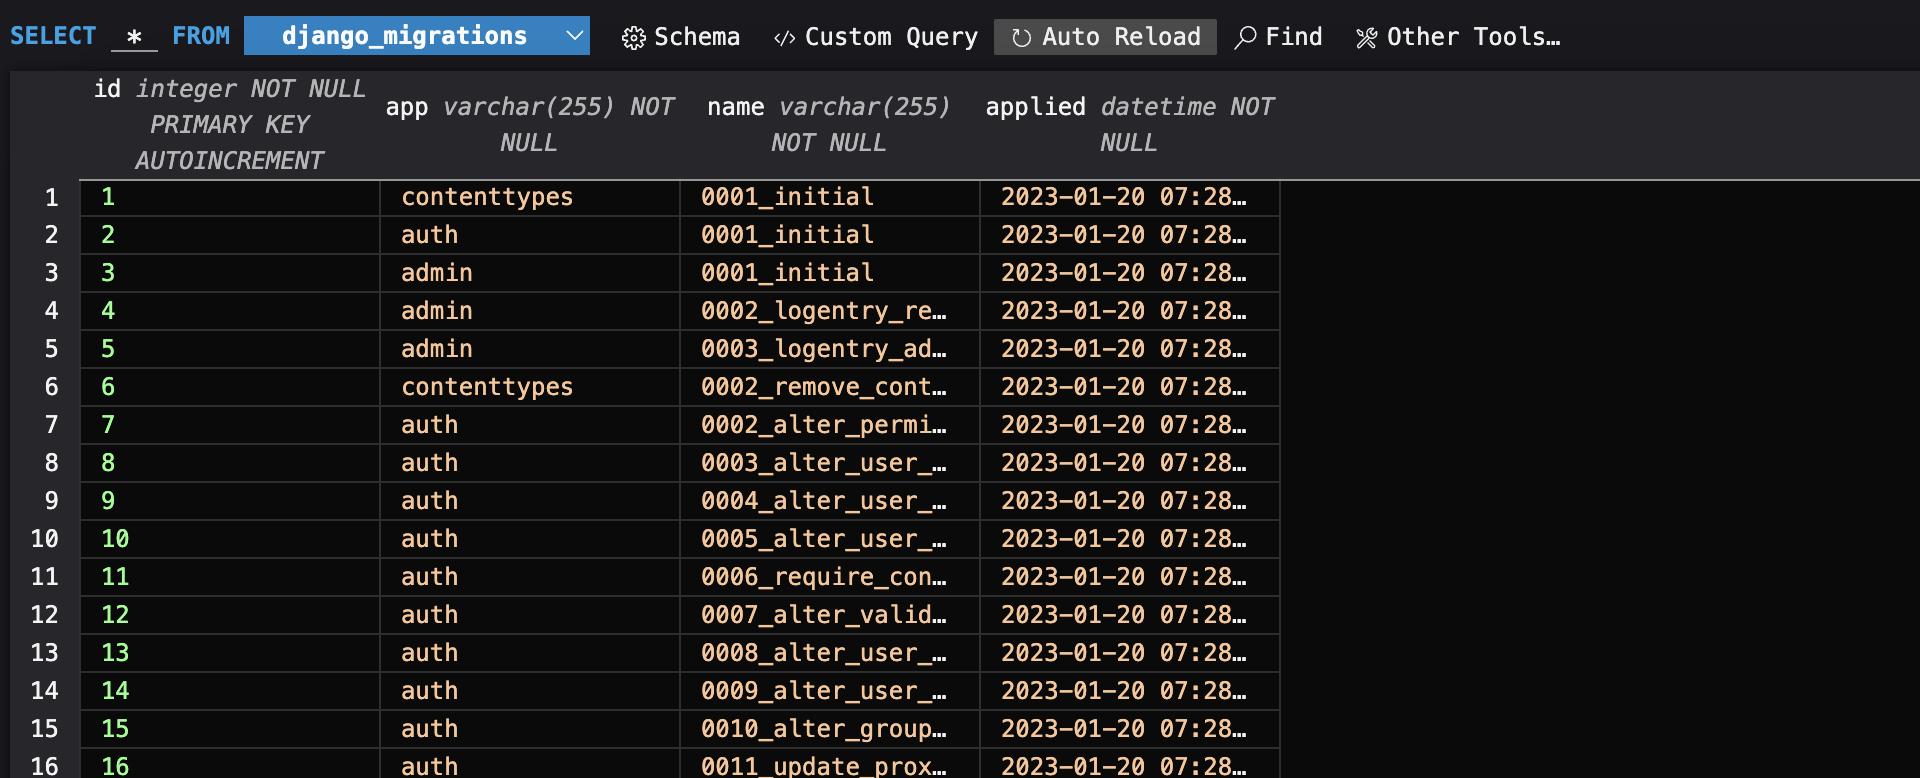 SELECT * FROM django_migrations Schema </> Custom Query Auto Reload Find Other Tools…
id integer NOT NULL PRIMARY KEY AUTOINCREMENT
app varchar(255) NOT NULL
name varchar(255) NOT NULL
applied datetime NOT NULL
1 1 contenttypes 0001_initial 2023-01-20 07:28…
2 2 auth 0001_initial 2023-01-20 07:28…
3 3 admin 0001_initial 2023-01-20 07:28…
4 4 admin 0002_logentry_re… 2023-01-20 07:28…
5 5 admin 0003_logentry_ad… 2023-01-20 07:28…
6 6 contenttypes 0002_remove_cont… 2023-01-20 07:28…
7 7 auth 0002_alter_permi… 2023-01-20 07:28…
8 8 auth 0003_alter_user_… 2023-01-20 07:28…
9 9 auth 0004_alter_user_… 2023-01-20 07:28…
10 10 auth 0005_alter_user_… 2023-01-20 07:28…
11 11 auth 0006_require_con… 2023-01-20 07:28…
12 12 auth 0007_alter_valid… 2023-01-20 07:28…
13 13 auth 0008_alter_user_… 2023-01-20 07:28…
14 14 auth 0009_alter_user_… 2023-01-20 07:28…
15 15 auth 0010_alter_group… 2023-01-20 07:28…
16 16 auth 0011_update_prox… 2023-01-20 07:28…